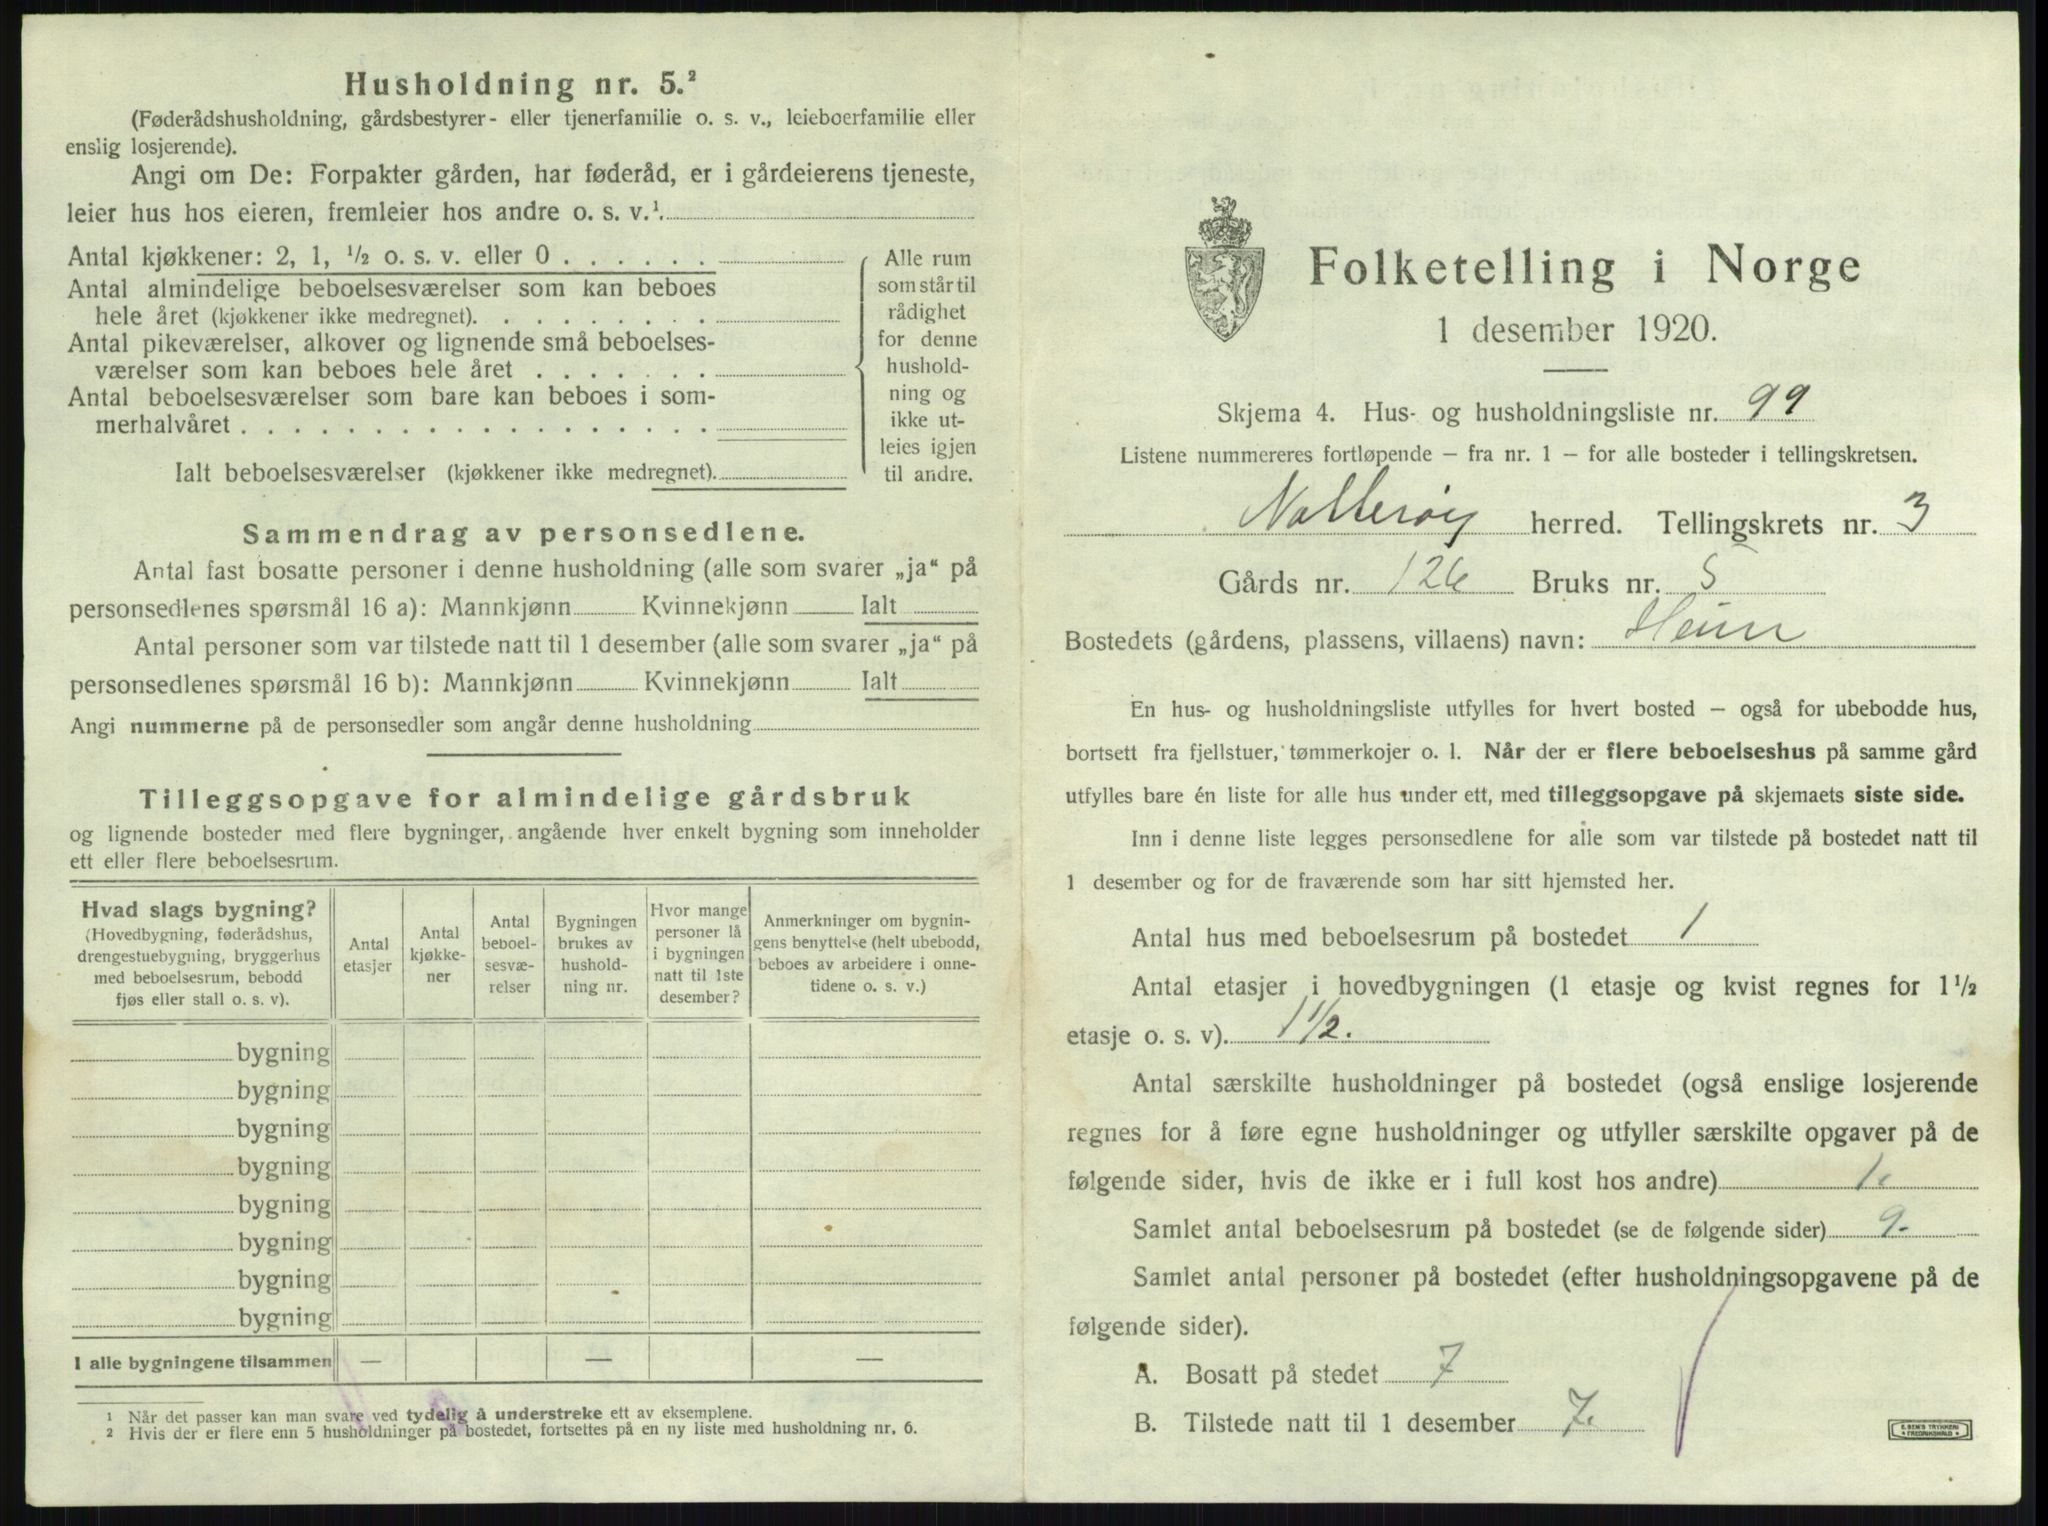 Husholdning nr. 5.²
(Føderådshusholdning, gårdsbestyrer- eller tjenerfamilie o. s. v., leieboerfamilie eller
enslig losjerende).
Angi om De: Forpakter gården, har føderåd, er i gårdeierens tjeneste,
leier hus hos eieren, fremleier hos andre o. s. v.¹.
Antal kjøkkener: 2, 1, ½ o. s. v. eller 0 . . . . . .
Antal almindelige beboelsesværelser som kan beboes
hele året (kjøkkener ikke medregnet). . . . . . . . .
Antal pikeværelser, alkover og lignende små beboelses-
værelser som kan beboes hele året . . . . . . .
Antal beboelsesværelser som bare kan beboes i som-
merhalvåret . . . . . . . . . . . . . . . . . .
Ialt beboelsesværelser (kjøkkener ikke medregnet).
Alle rum
som står til
rådighet
for denne
hushold-
ning og
ikke ut-
leies igjen
til andre.
Sammendrag av personsedlene.
Antal fast bosatte personer i denne husholdning (alle som svarer „ja“ på
personsedlenes spørsmål 16 a): Mannkjønn Kvinnekjønn Ialt
Antal personer som var tilstede natt til 1 desember (alle som svarer „ja“ på
personsedlenes spørsmål 16 b): Mannkjønn Kvinnekjønn Ialt
Angi nummerne på de personsedler som angår denne husholdning
Tilleggsopgave for almindelige gårdsbruk
og lignende bosteder med flere bygninger, angående hver enkelt bygning som inneholder
ett eller flere beboelsesrum.
Hvad slags bygning?
(Hovedbygning, føderådshus,
drengestuebygning, bryggerhus
med beboelsesrum, bebodd
fjøs eller stall o. s. v).
Antal
etasjer
Antal
kjøkke-
ner
Antal
beboel-
sesvæ-
relser
Bygningen
brukes av
hushold-
ning nr.
Hvor mange
personer lå
i bygningen
natt til 1ste
desember?
Anmerkninger om bygnin-
gens benyttelse (helt ubebodd,
beboes av arbeidere i onne-
tidene o. s. v.)
bygning
bygning
bygning
bygning
bygning
bygning
bygning
bygning
I alle bygningene tilsammen — — —
¹ Når det passer kan man svare ved tydelig å understreke ett av eksemplene.
² Hvis der er flere enn 5 husholdninger på bostedet, fortsettes på en ny liste med husholdning nr. 6.
Folketelling i Norge
1 desember 1920.
Skjema 4. Hus- og husholdningsliste nr. 99
Listene nummereres fortløpende – fra nr. 1 – for alle bosteder i tellingskretsen.
Nøtterøy herred. Tellingskrets nr. 3
Gårds nr. 126 Bruks nr. 5
Bostedets (gårdens, plassens, villaens) navn: Heim
En hus- og husholdningsliste utfylles for hvert bosted – også for ubebodde hus,
bortsett fra fjellstuer, tømmerkojer o. l. Når der er flere beboelseshus på samme gård
utfylles bare én liste for alle hus under ett, med tilleggsopgave på skjemaets siste side.
Inn i denne liste legges personsedlene for alle som var tilstede på bostedet natt til
1 desember og for de fraværende som har sitt hjemsted her.
Antal hus med beboelsesrum på bostedet 1
Antal etasjer i hovedbygningen (1 etasje og kvist regnes for 1½
etasje o. s. v). 1½.
Antal særskilte husholdninger på bostedet (også enslige losjerende
regnes for å føre egne husholdninger og utfyller særskilte opgaver på de
følgende sider, hvis de ikke er i full kost hos andre) 1.
Samlet antal beboelsesrum på bostedet (se de følgende sider) 9.
Samlet antal personer på bostedet (efter husholdningsopgavene på de
følgende sider).
A. Bosatt på stedet 7
B. Tilstede natt til 1 desember 7.
E. SEM'S TRYKKERI
FREDRIKSHALD